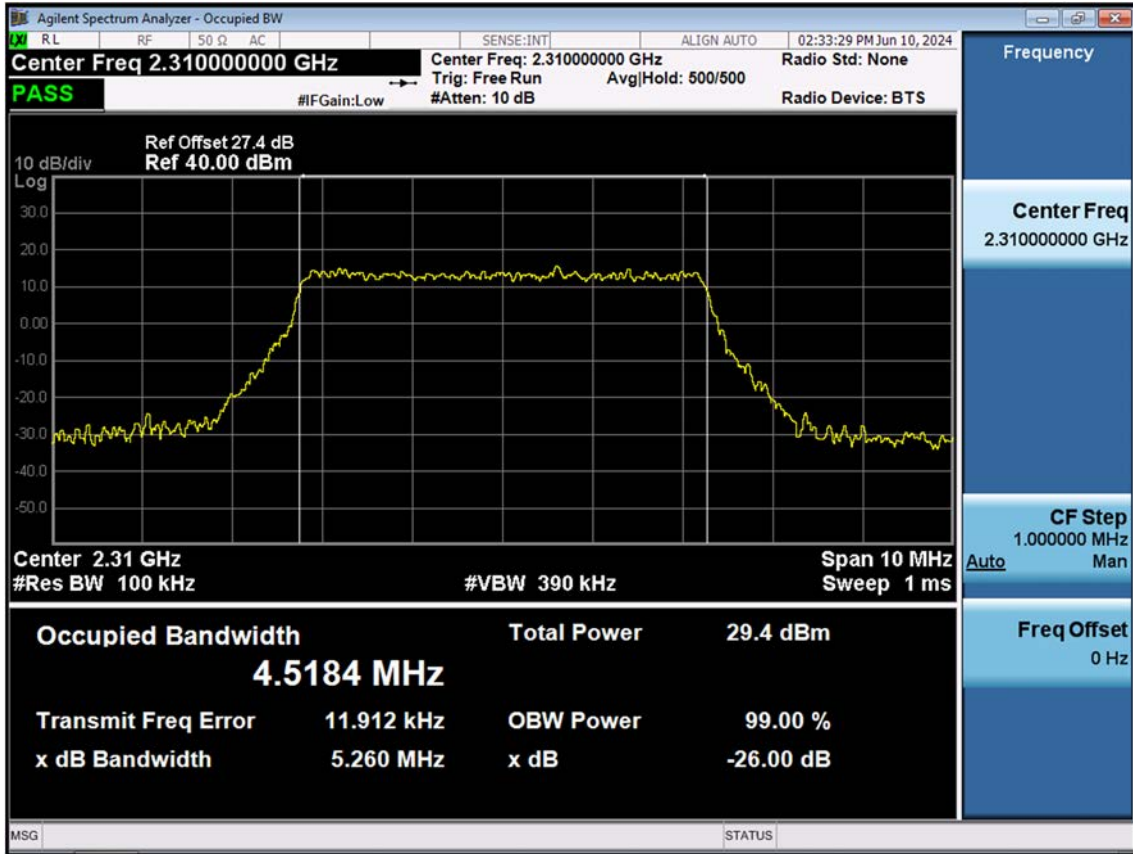 Agilent Spectrum Analyzer - Occupied BW
LXI RL RF 50 Ω AC SENSE:INT ALIGN AUTO 02:33:29 PM Jun 10, 2024
Center Freq 2.310000000 GHz
PASS
#IFGain:Low
Center Freq: 2.310000000 GHz
Trig: Free Run Avg|Hold: 500/500
#Atten: 10 dB
Radio Std: None
Radio Device: BTS
Ref Offset 27.4 dB
10 dB/div Ref 40.00 dBm
Log
30.0
20.0
10.0
0.00
-10.0
-20.0
-30.0
-40.0
-50.0
Center 2.31 GHz Span 10 MHz
#Res BW 100 kHz #VBW 390 kHz Sweep 1 ms
Occupied Bandwidth Total Power 29.4 dBm
4.5184 MHz
Transmit Freq Error 11.912 kHz OBW Power 99.00 %
x dB Bandwidth 5.260 MHz x dB -26.00 dB
MSG STATUS
Frequency
Center Freq
2.310000000 GHz
CF Step
1.000000 MHz
Auto Man
Freq Offset
0 Hz